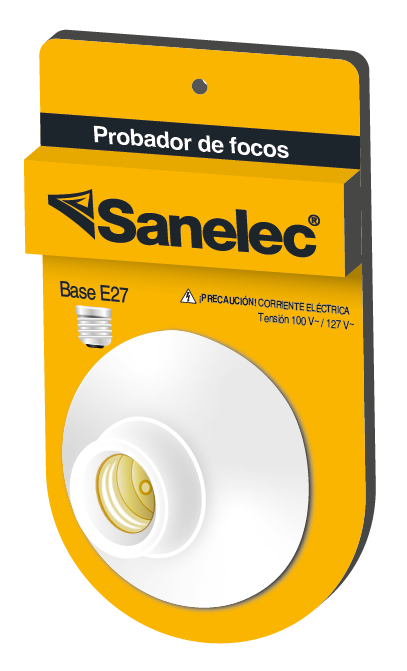 Probador de focos
Sanelec®
Base E27
¡PRECAUCIÓN! CORRIENTE ELÉCTRICA
Tensión 100 V~ / 127 V~